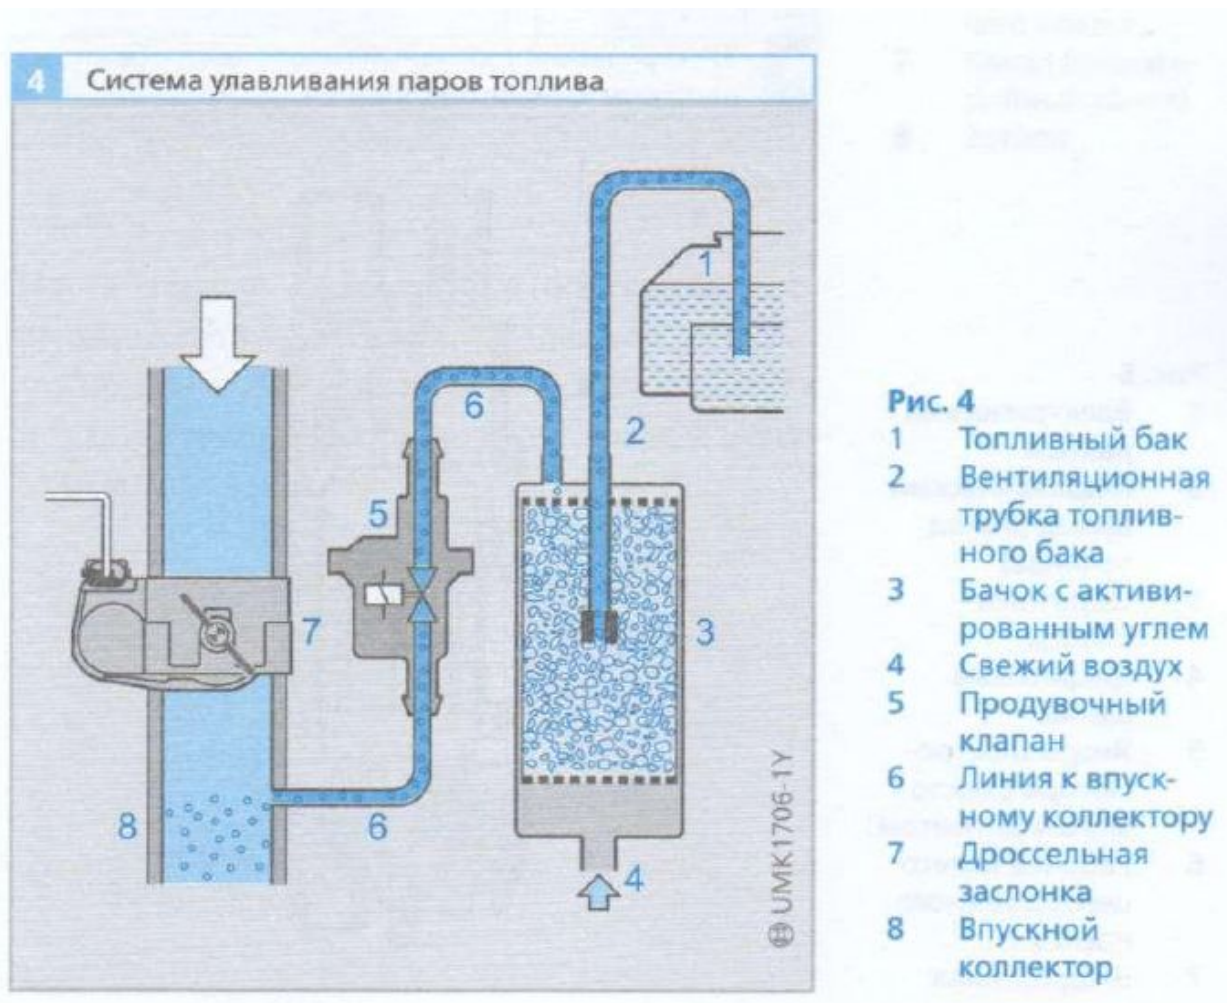 4 Система улавливания паров топлива
1
2
6
5
7
3
8
6
4
UMK1706-1Y
Рис. 4
1 Топливный бак
2 Вентиляционная
трубка топлив-
ного бака
3 Бачок с активи-
рованным углем
4 Свежий воздух
5 Продувочный
клапан
6 Линия к впуск-
ному коллектору
7 Дроссельная
заслонка
8 Впускной
коллектор